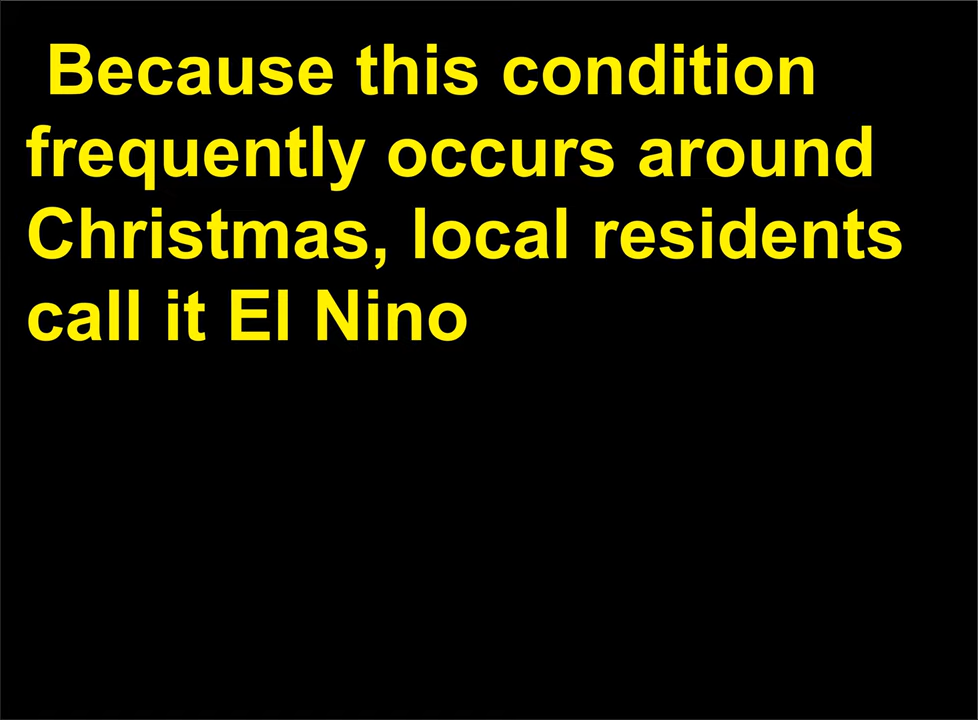 Because this condition
frequently occurs around
Christmas, local residents
call it El Nino